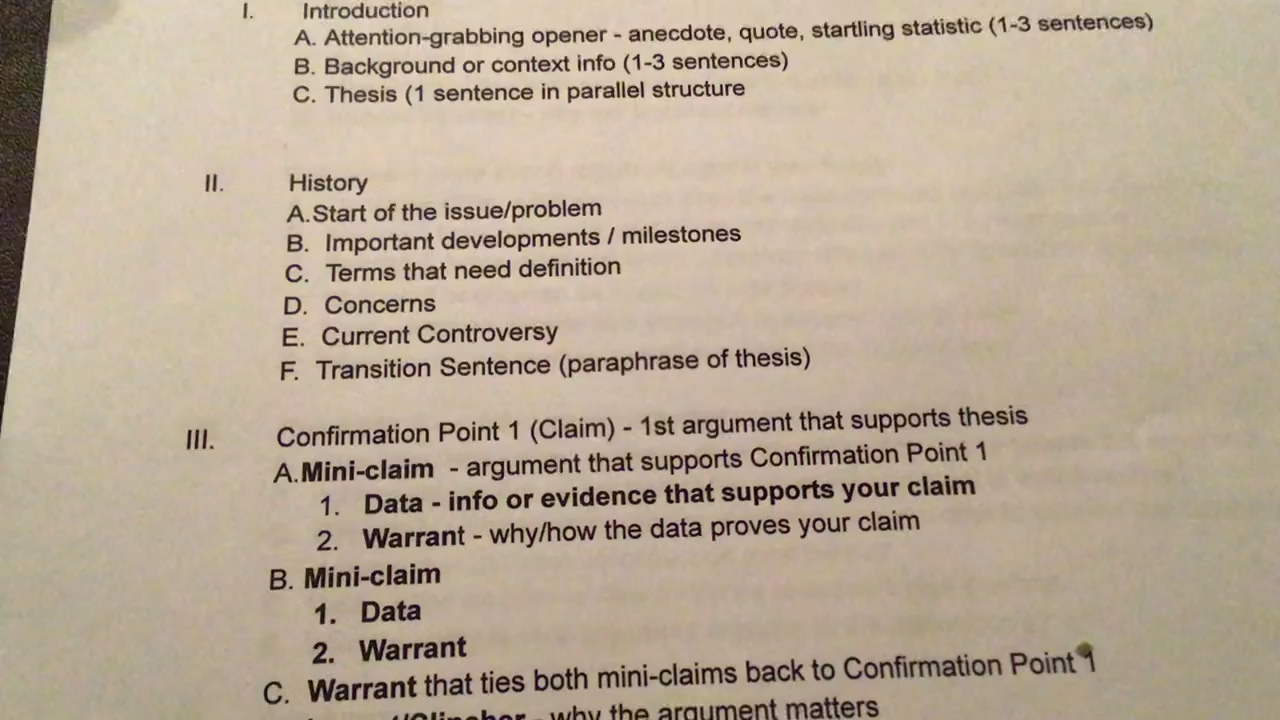 I. Introduction
A. Attention-grabbing opener - anecdote, quote, startling statistic (1-3 sentences)
B. Background or context info (1-3 sentences)
C. Thesis (1 sentence in parallel structure
II. History
A.Start of the issue/problem
B. Important developments / milestones
C. Terms that need definition
D. Concerns
E. Current Controversy
F. Transition Sentence (paraphrase of thesis)
III. Confirmation Point 1 (Claim) - 1st argument that supports thesis
A.Mini-claim - argument that supports Confirmation Point 1
1. Data - info or evidence that supports your claim
2. Warrant - why/how the data proves your claim
B. Mini-claim
1. Data
2. Warrant
C. Warrant that ties both mini-claims back to Confirmation Point 1
- why the argument matters